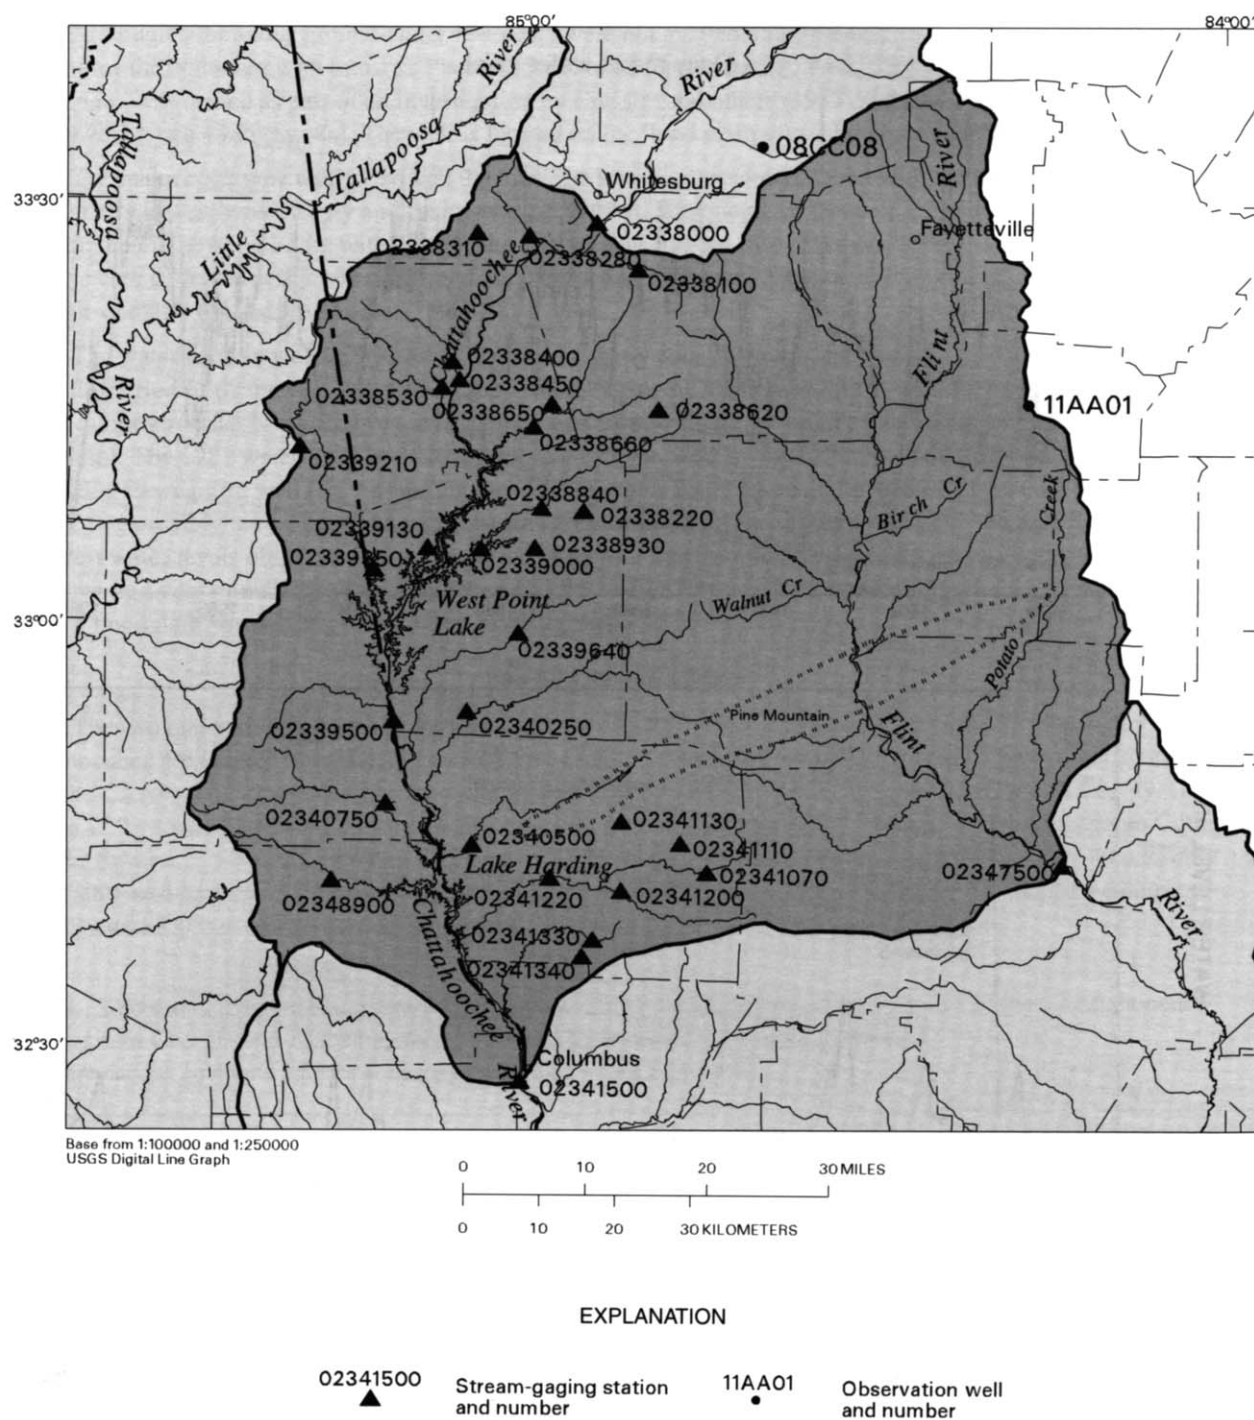 85°00'
84°00'
River
River
Tallapoosa
Tallapoosa
08CC08
River
Whitesburg
33°30'
02338000
Fayetteville
02338310
02338280
Little
02338100
Chattahoochee
Flint
02338400
02338450
02338530
River
02338650
02338620
11AA01
02338660
02339210
02338840
Birch Cr
Creek
02338220
02339130
02338930
02339000
West Point
Lake
Walnut Cr
33°00'
02339640
Potato
Pine Mountain
02339500
02340250
Flint
02340750
02340500
02341130
02341110
Lake Harding
02341070
02347500
02348900
02341220
02341200
River
Chattahoochee
02341330
02341340
32°30'
Columbus
02341500
River
Base from 1:100000 and 1:250000
USGS Digital Line Graph
0 10 20 30 MILES
0 10 20 30 KILOMETERS
EXPLANATION
02341500
Stream-gaging station
and number
11AA01
Observation well
and number